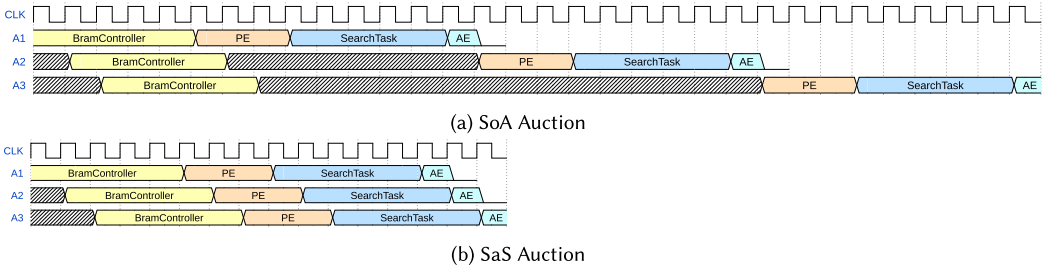 CLK
A1 BramController PE SearchTask AE
A2 BramController PE SearchTask AE
A3 BramController PE SearchTask AE
(a) SoA Auction
CLK
A1 BramController PE SearchTask AE
A2 BramController PE SearchTask AE
A3 BramController PE SearchTask AE
(b) SaS Auction